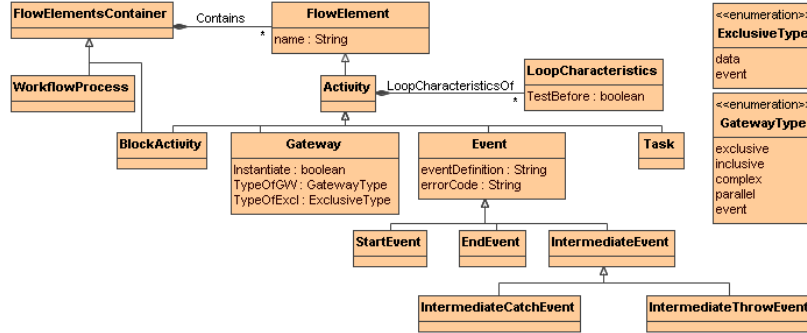 FlowElementsContainer
Contains
*
FlowElement
name : String
<<enumeration>>
ExclusiveType
data
event
WorkflowProcess
Activity
LoopCharacteristicsOf
*
LoopCharacteristics
TestBefore : boolean
<<enumeration>>
GatewayType
exclusive
inclusive
complex
parallel
event
BlockActivity
Gateway
Instantiate : boolean
TypeOfGW : GatewayType
TypeOfExcl : ExclusiveType
Event
eventDefinition : String
errorCode : String
Task
StartEvent
EndEvent
IntermediateEvent
IntermediateCatchEvent
IntermediateThrowEvent